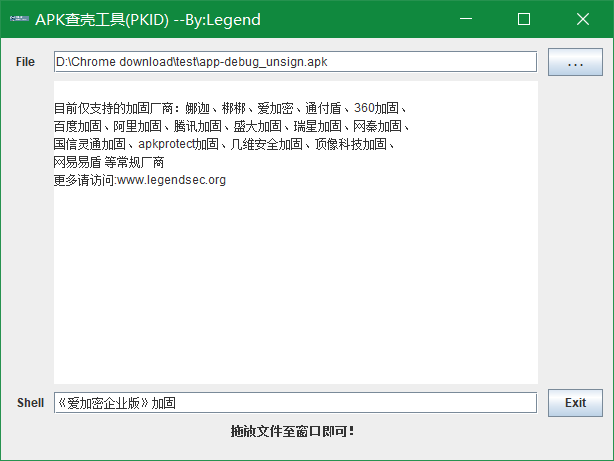 APK查壳工具(PKID) --By:Legend
File
D:\Chrome download\test\app-debug_unsign.apk
...
目前仅支持的加固厂商：娜迦、梆梆、爱加密、通付盾、360加固、
百度加固、阿里加固、腾讯加固、盛大加固、瑞星加固、网秦加固、
国信灵通加固、apkprotect加固、几维安全加固、顶像科技加固、
网易易盾 等常规厂商
更多请访问:www.legendsec.org
Shell
《爱加密企业版》加固
Exit
拖放文件至窗口即可！